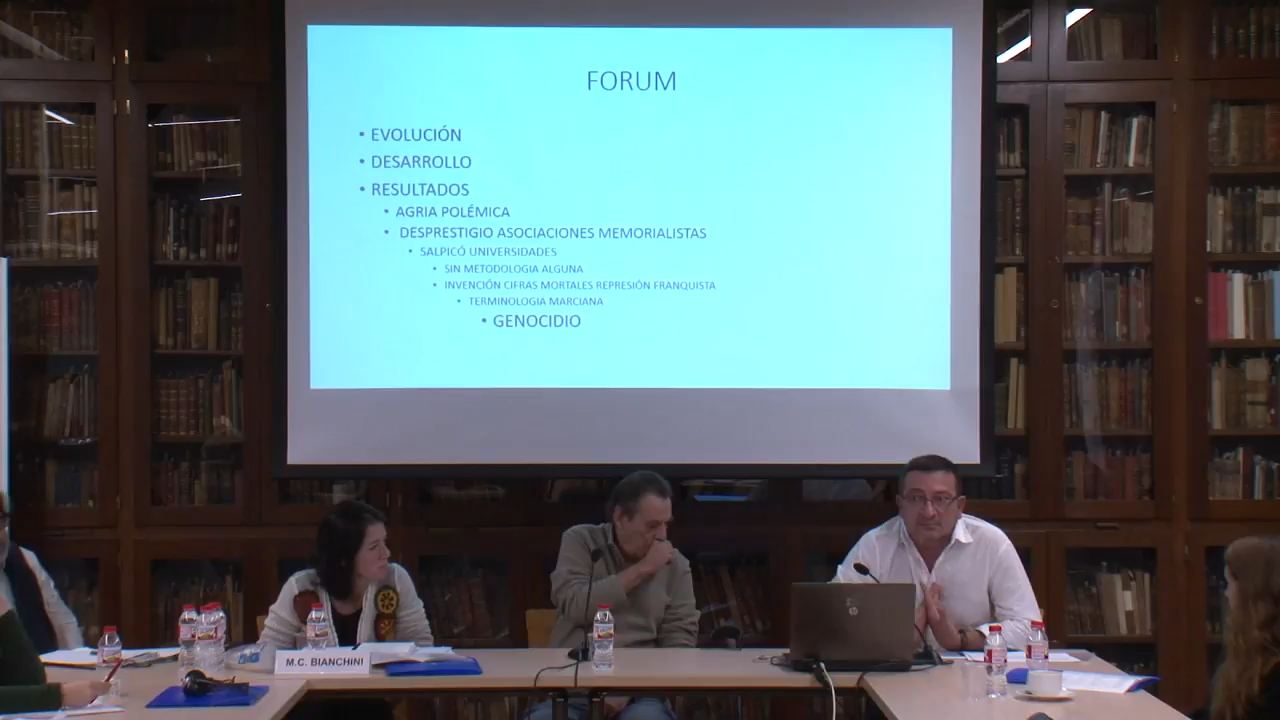 FORUM
• EVOLUCIÓN
• DESARROLLO
• RESULTADOS
• AGRIA POLÉMICA
• DESPRESTIGIO ASOCIACIONES MEMORIALISTAS
• SALPICÓ UNIVERSIDADES
• SIN METODOLOGIA ALGUNA
• INVENCIÓN CIFRAS MORTALES REPRESIÓN FRANQUISTA
• TERMINOLOGIA MARCIANA
• GENOCIDIO
M.C. BIANCHINI